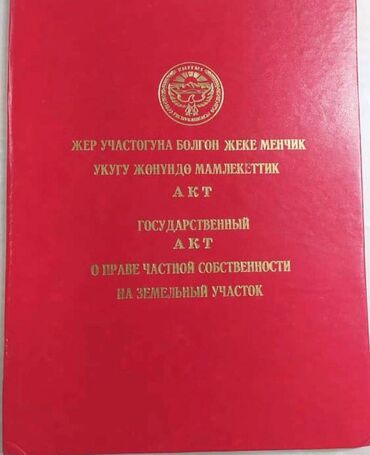 ЖЕР УЧАСТОГУНА БОЛГОН ЖЕКЕ МЕНЧИК
УКУГУ ЖӨНҮНДӨ МАМЛЕКЕТТИК
АКТ
ГОСУДАРСТВЕННЫЙ
АКТ
О ПРАВЕ ЧАСТНОЙ СОБСТВЕННОСТИ
НА ЗЕМЕЛЬНЫЙ УЧАСТОК